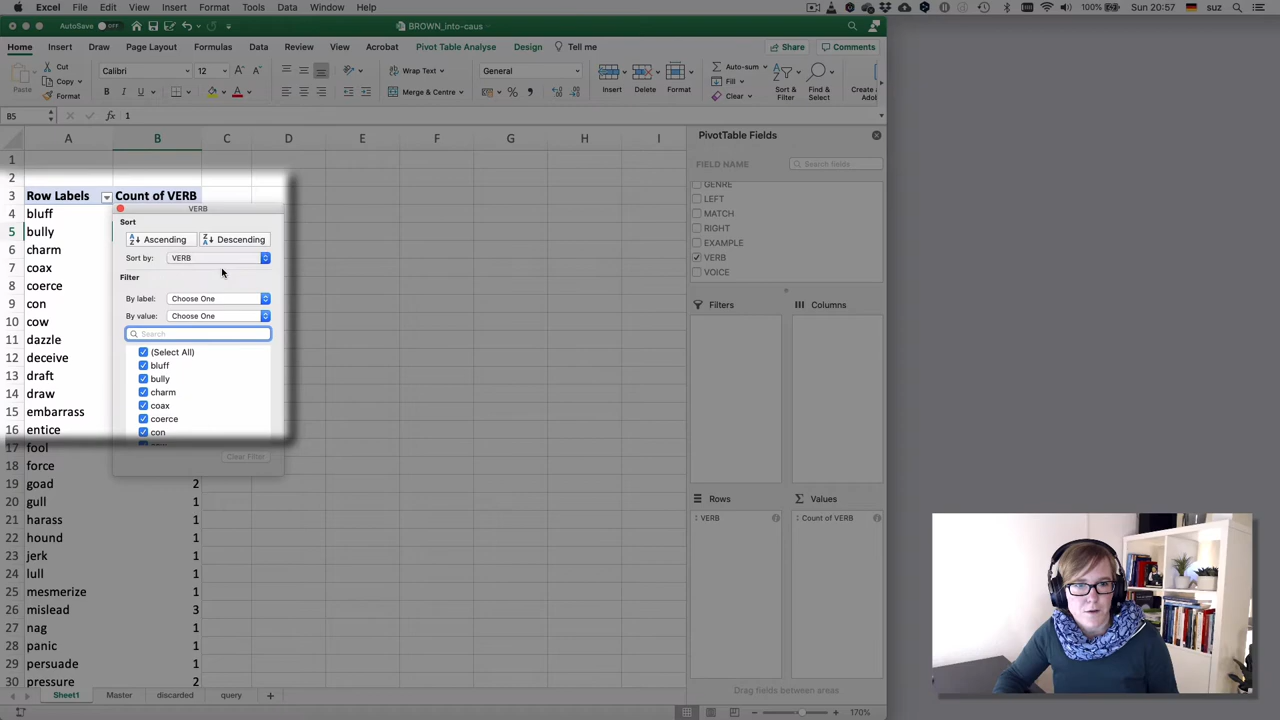 Excel File Edit View Insert Format Tools Data Window Help 100% Sun 20:57 suz
AutoSave OFF BROWN_into-caus
Home Insert Draw Page Layout Formulas Data Review View Acrobat Pivot Table Analyse Design Tell me Share Comments
Paste Cut Copy Format Calibri 12 Wrap Text Merge & Centre General Insert Delete Format Auto-sum Fill Clear Sort & Filter Find & Select
B5 fx 1
A B C D E F G H I
PivotTable Fields
FIELD NAME Search fields
GENRE
LEFT
MATCH
RIGHT
EXAMPLE
VERB
VOICE
Filters Columns
Rows Values
VERB Count of VERB
Drag fields between areas
1
2
3 Row Labels Count of VERB
4 bluff
5 bully
6 charm
7 coax
8 coerce
9 con
10 cow
11 dazzle
12 deceive
13 draft
14 draw
15 embarrass
16 entice
17 fool
18 force
19 goad 2
20 gull 1
21 harass 1
22 hound 1
23 jerk 1
24 lull 1
25 mesmerize 1
26 mislead 3
27 nag 1
28 panic 1
29 persuade 1
30 pressure 2
VERB
Sort
Ascending Descending
Sort by: VERB
Filter
By label: Choose One
By value: Choose One
Search
(Select All)
bluff
bully
charm
coax
coerce
con
Clear Filter
Sheet1 Master discarded query +
170%